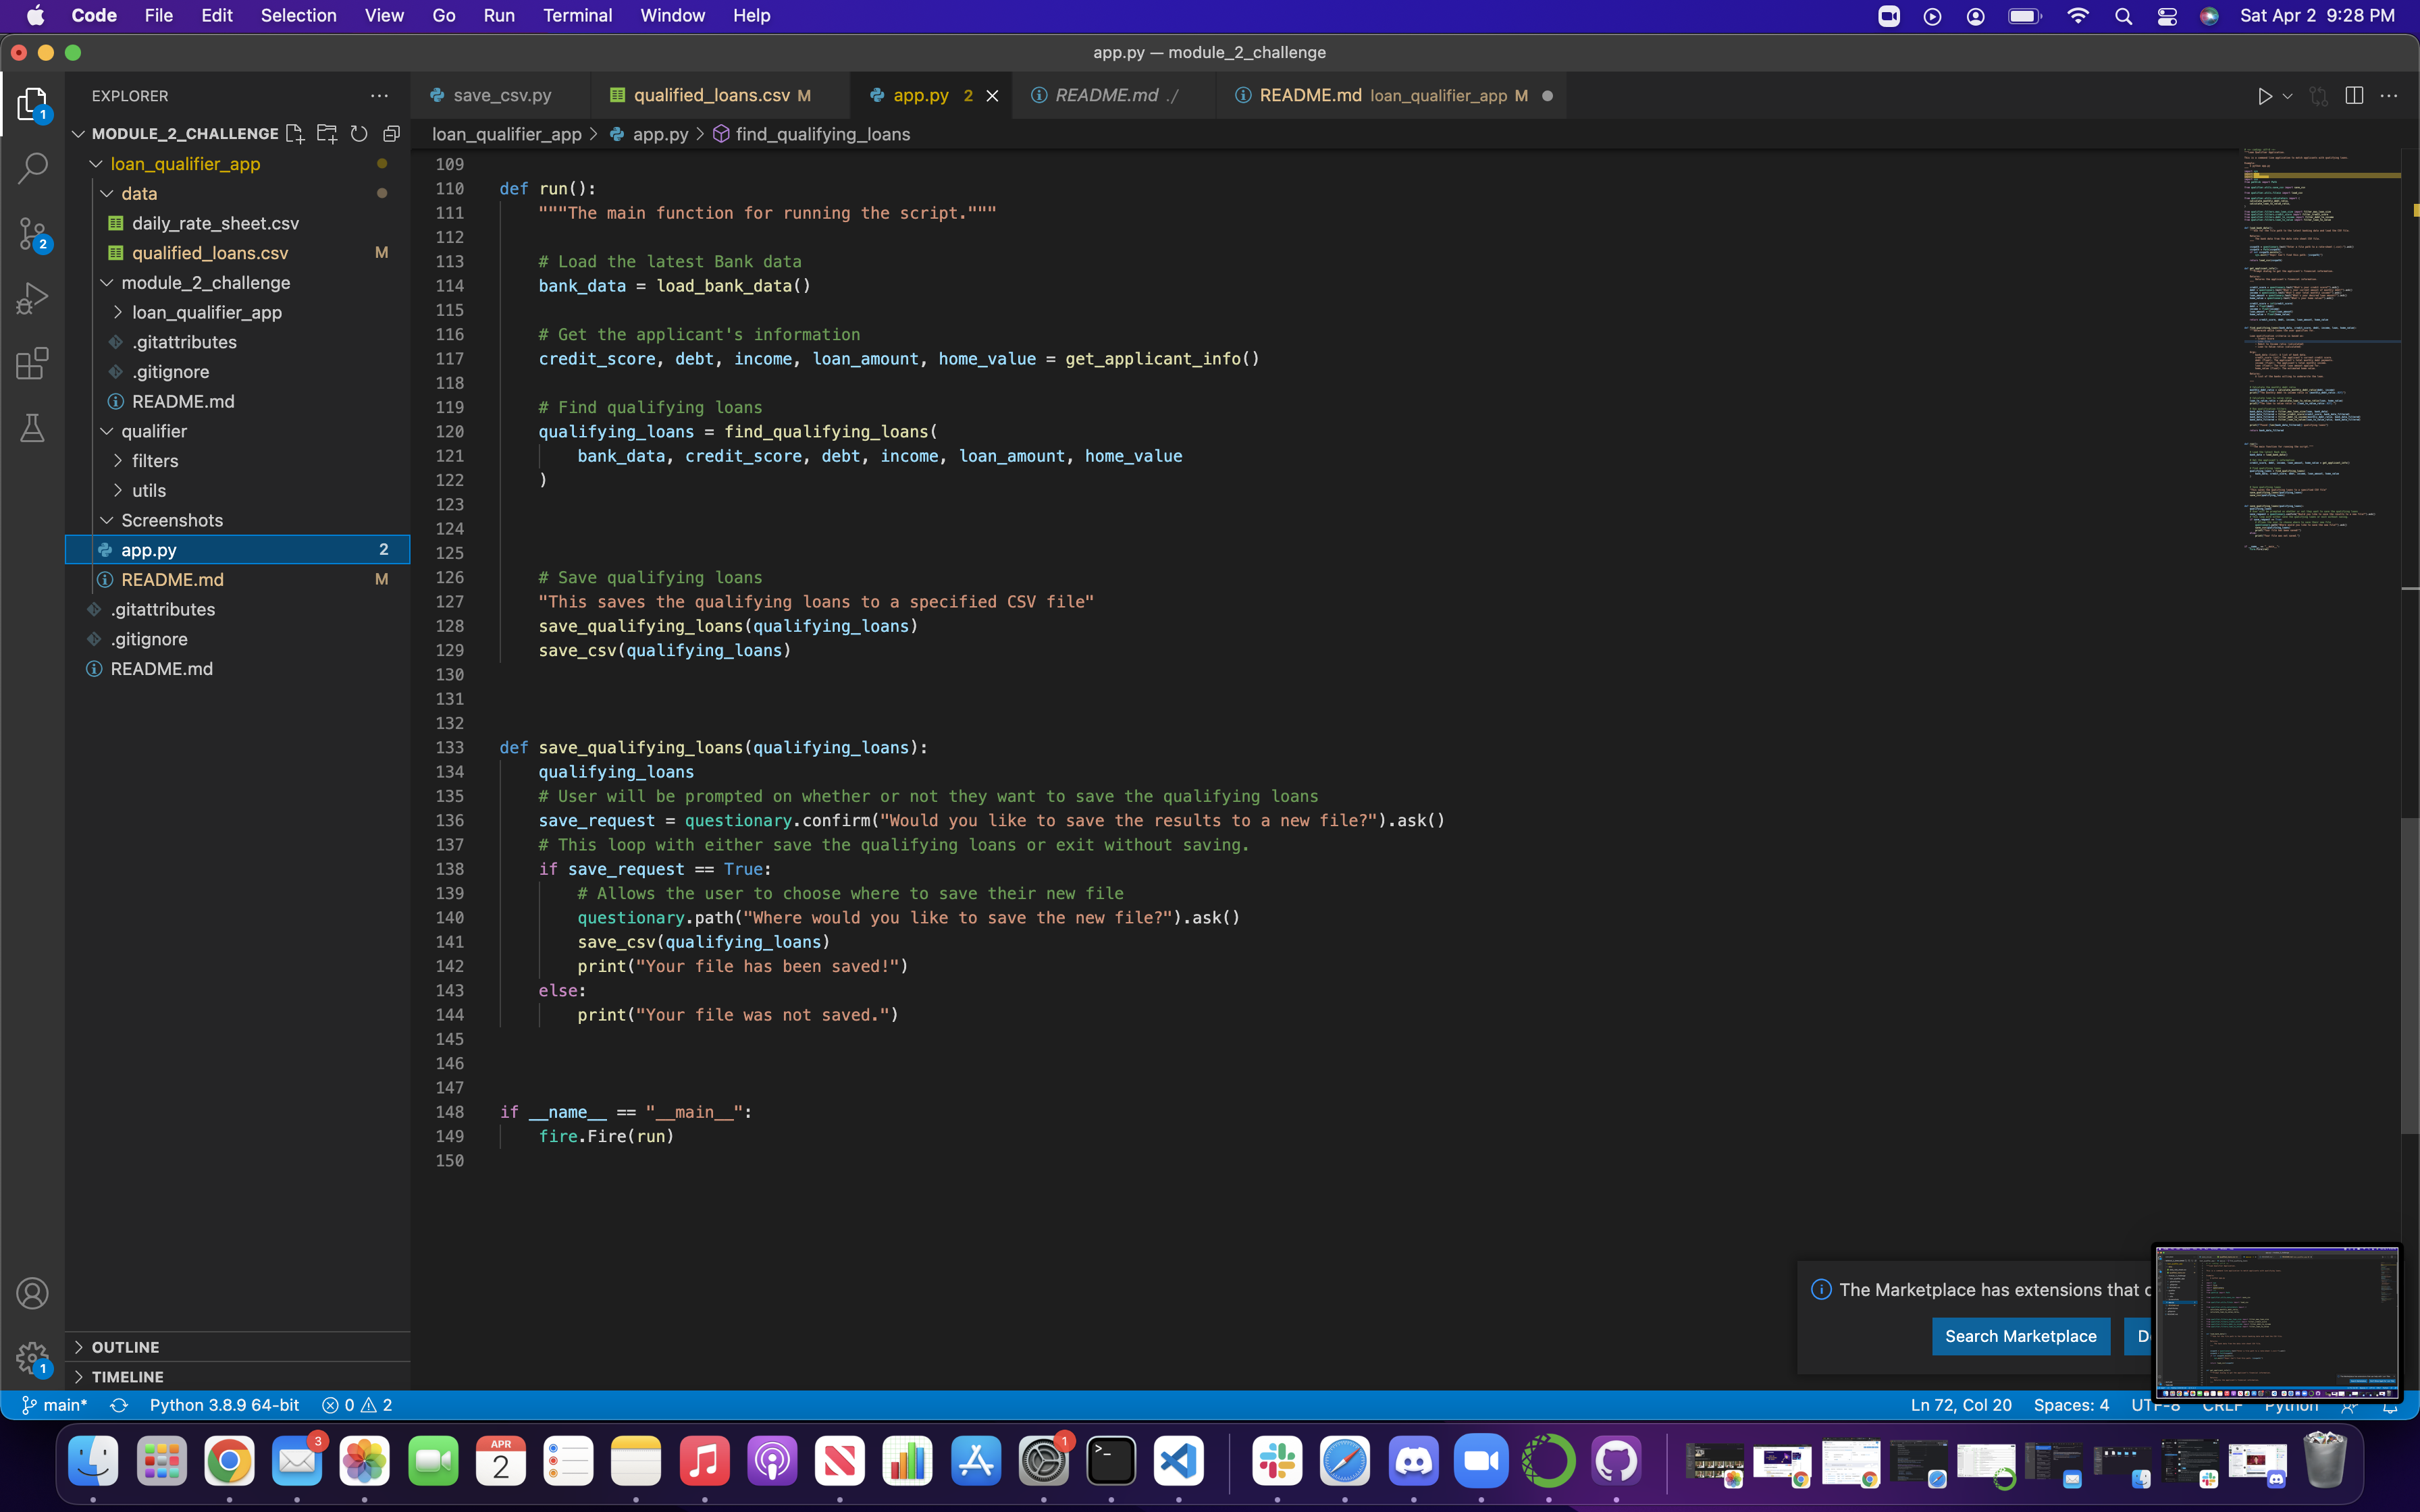 Code File Edit Selection View Go Run Terminal Window Help Sat Apr 2 9:28 PM
app.py — module_2_challenge
EXPLORER
save_csv.py qualified_loans.csv M app.py 2 README.md ./ README.md loan_qualifier_app M
MODULE_2_CHALLENGE
loan_qualifier_app > app.py > find_qualifying_loans
loan_qualifier_app
data
daily_rate_sheet.csv
qualified_loans.csv M
module_2_challenge
loan_qualifier_app
.gitattributes
.gitignore
README.md
qualifier
filters
utils
Screenshots
app.py 2
README.md M
.gitattributes
.gitignore
README.md
OUTLINE
TIMELINE
1
2
1
109
110 def run():
111 """The main function for running the script."""
112
113 # Load the latest Bank data
114 bank_data = load_bank_data()
115
116 # Get the applicant's information
117 credit_score, debt, income, loan_amount, home_value = get_applicant_info()
118
119 # Find qualifying loans
120 qualifying_loans = find_qualifying_loans(
121 bank_data, credit_score, debt, income, loan_amount, home_value
122 )
123
124
125
126 # Save qualifying loans
127 "This saves the qualifying loans to a specified CSV file"
128 save_qualifying_loans(qualifying_loans)
129 save_csv(qualifying_loans)
130
131
132
133 def save_qualifying_loans(qualifying_loans):
134 qualifying_loans
135 # User will be prompted on whether or not they want to save the qualifying loans
136 save_request = questionary.confirm("Would you like to save the results to a new file?").ask()
137 # This loop with either save the qualifying loans or exit without saving.
138 if save_request == True:
139 # Allows the user to choose where to save their new file
140 questionary.path("Where would you like to save the new file?").ask()
141 save_csv(qualifying_loans)
142 print("Your file has been saved!")
143 else:
144 print("Your file was not saved.")
145
146
147
148 if __name__ == "__main__":
149 fire.Fire(run)
150
The Marketplace has extensions that
Search Marketplace
main* Python 3.8.9 64-bit 0 2 Ln 72, Col 20 Spaces: 4 UTF-8 CRLF Python
3
APR
2
1